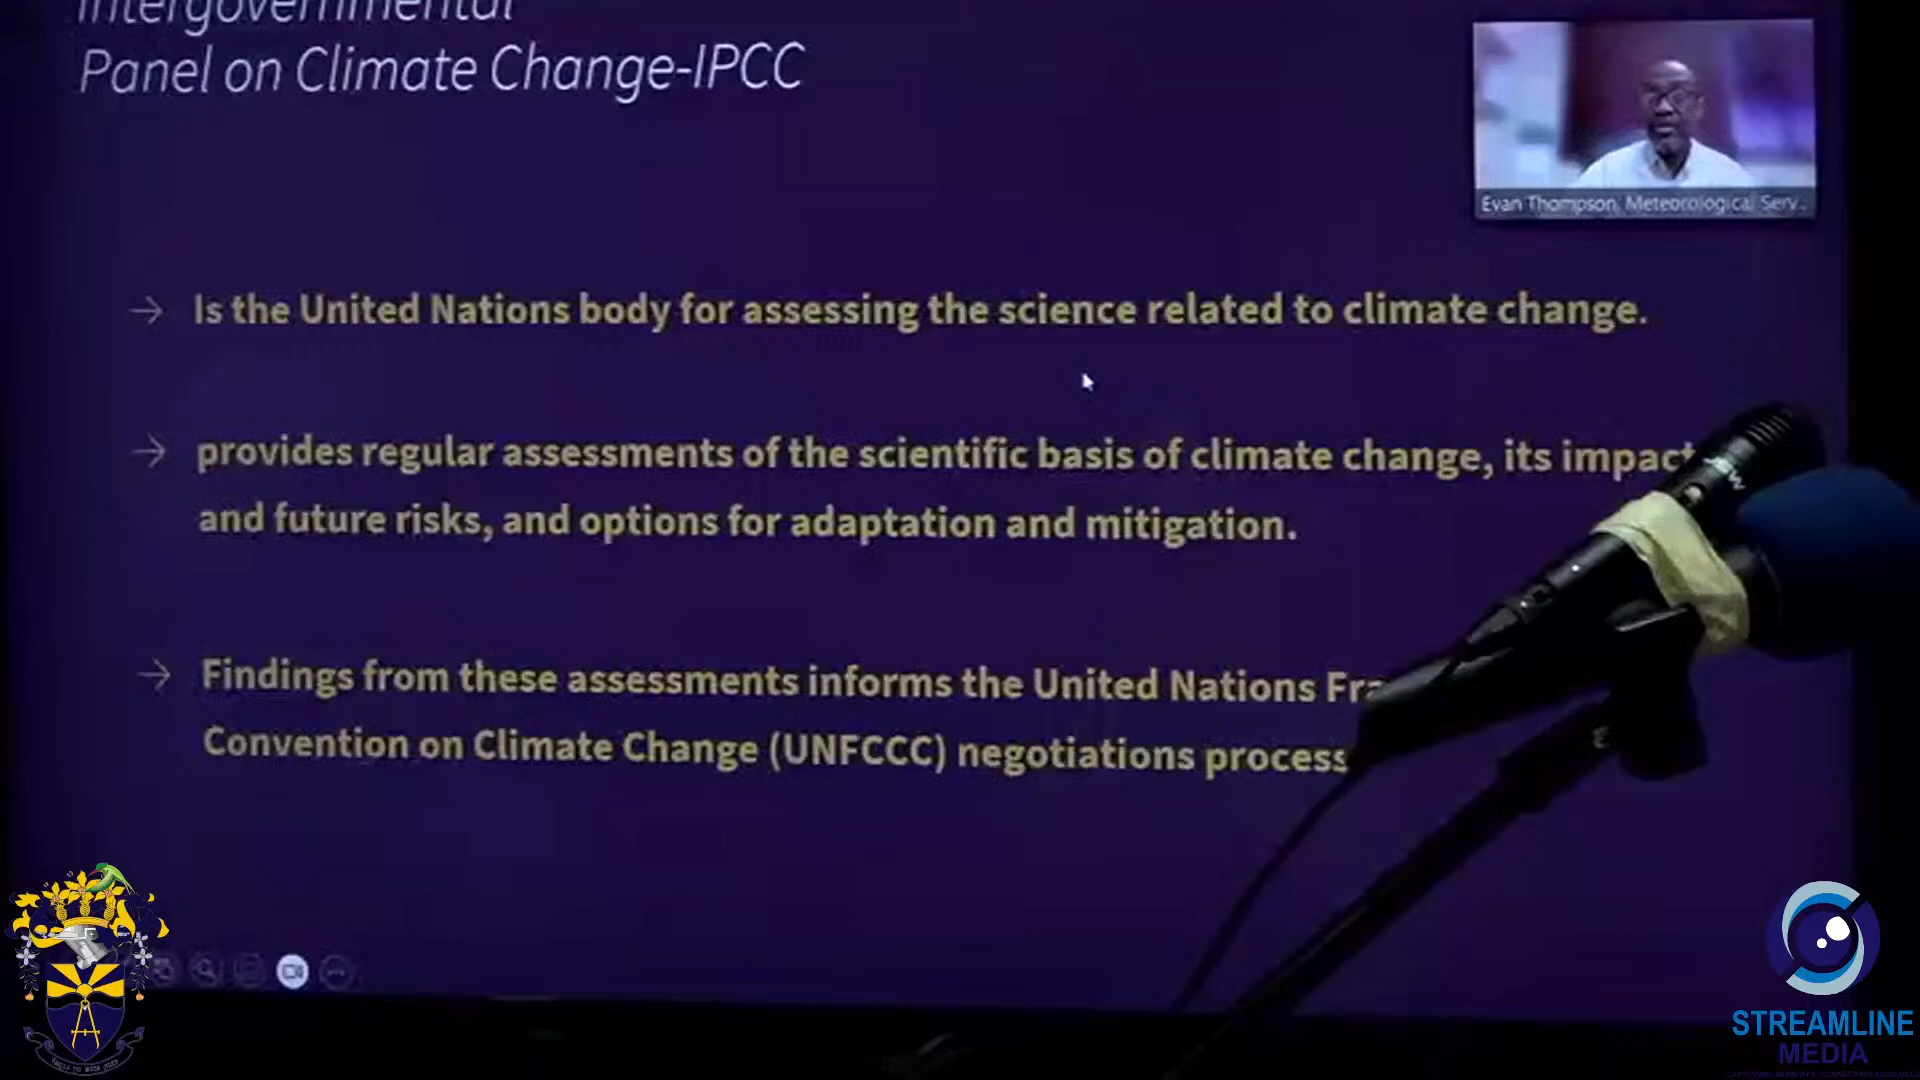 Intergovernmental
Panel on Climate Change-IPCC
Evan Thompson, Meteorological Serv...
→ Is the United Nations body for assessing the science related to climate change.
→ provides regular assessments of the scientific basis of climate change, its impact
and future risks, and options for adaptation and mitigation.
→ Findings from these assessments informs the United Nations Fra
Convention on Climate Change (UNFCCC) negotiations process
STREAMLINE
MEDIA